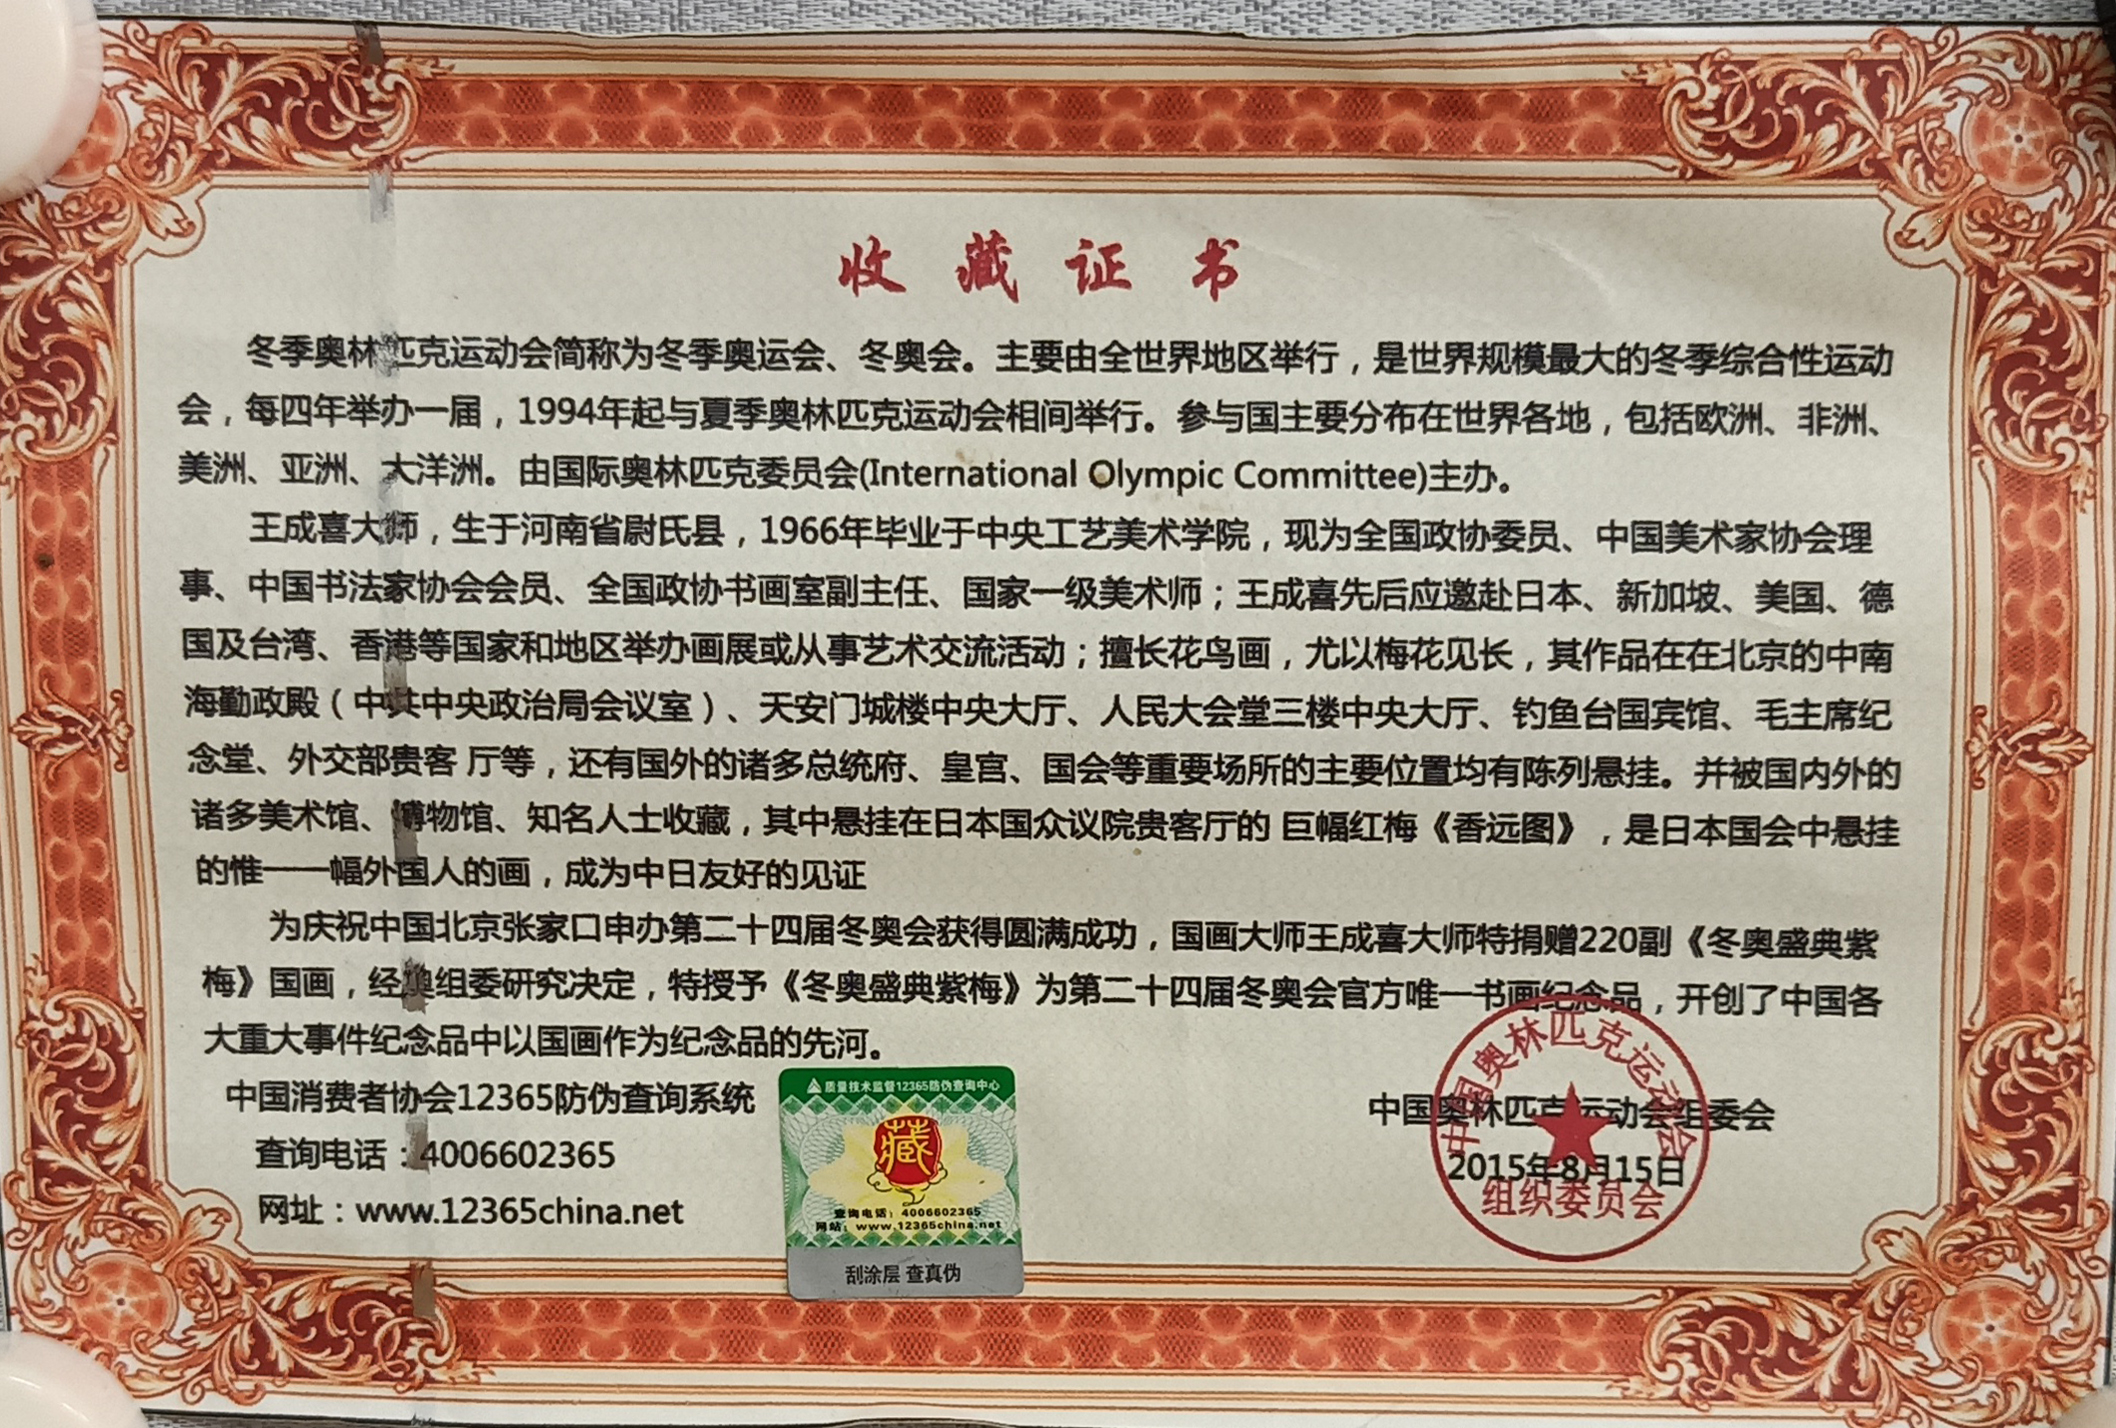 收藏证书
冬季奥林匹克运动会简称为冬季奥运会、冬奥会。主要由全世界地区举行，是世界规模最大的冬季综合性运动
会，每四年举办一届，1994年起与夏季奥林匹克运动会相间举行。参与国主要分布在世界各地，包括欧洲、非洲、
美洲、亚洲、大洋洲。由国际奥林匹克委员会(International Olympic Committee)主办。
王成喜大师，生于河南省尉氏县，1966年毕业于中央工艺美术学院，现为全国政协委员、中国美术家协会理
事、中国书法家协会会员、全国政协书画室副主任、国家一级美术师；王成喜先后应邀赴日本、新加坡、美国、德
国及台湾、香港等国家和地区举办画展或从事艺术交流活动；擅长花鸟画，尤以梅花见长，其作品在在北京的中南
海勤政殿（中共中央政治局会议室）、天安门城楼中央大厅、人民大会堂三楼中央大厅、钓鱼台国宾馆、毛主席纪
念堂、外交部贵客 厅等，还有国外的诸多总统府、皇宫、国会等重要场所的主要位置均有陈列悬挂。并被国内外的
诸多美术馆、博物馆、知名人士收藏，其中悬挂在日本国众议院贵客厅的 巨幅红梅《香远图》，是日本国会中悬挂
的惟一一幅外国人的画，成为中日友好的见证
为庆祝中国北京张家口申办第二十四届冬奥会获得圆满成功，国画大师王成喜大师特捐赠220副《冬奥盛典紫
梅》国画，经奥组委研究决定，特授予《冬奥盛典紫梅》为第二十四届冬奥会官方唯一书画纪念品，开创了中国各
大重大事件纪念品中以国画作为纪念品的先河。
中国消费者协会12365防伪查询系统
查询电话：4006602365
网址：www.12365china.net
质量技术监督12365防伪查询中心
藏
查询电话：4006602365
网站：www.12365china.net
刮涂层 查真伪
中国奥林匹克运动会组委会
2015年8月15日
中国奥林匹克运动会
组织委员会